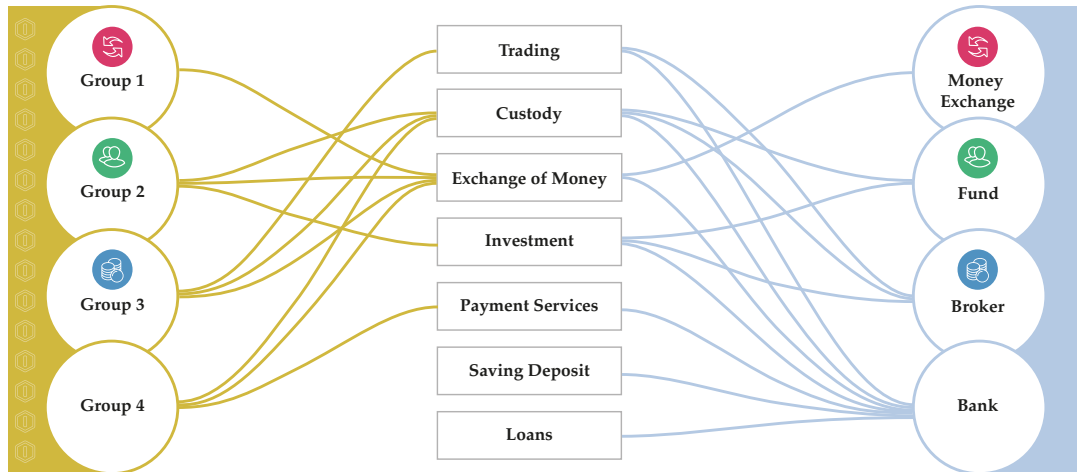 Group 1
Group 2
Group 3
Group 4
Trading
Custody
Exchange of Money
Investment
Payment Services
Saving Deposit
Loans
Money
Exchange
Fund
Broker
Bank